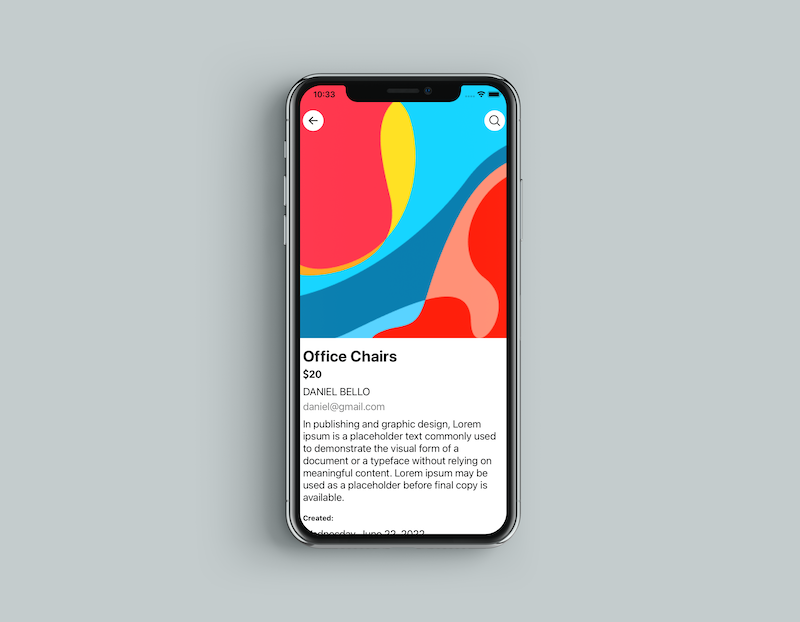 10:33
Office Chairs
$20
DANIEL BELLO
daniel@gmail.com
In publishing and graphic design, Lorem
ipsum is a placeholder text commonly used
to demonstrate the visual form of a
document or a typeface without relying on
meaningful content. Lorem ipsum may be
used as a placeholder before final copy is
available.
Created:
Wednesday, June 22, 2022